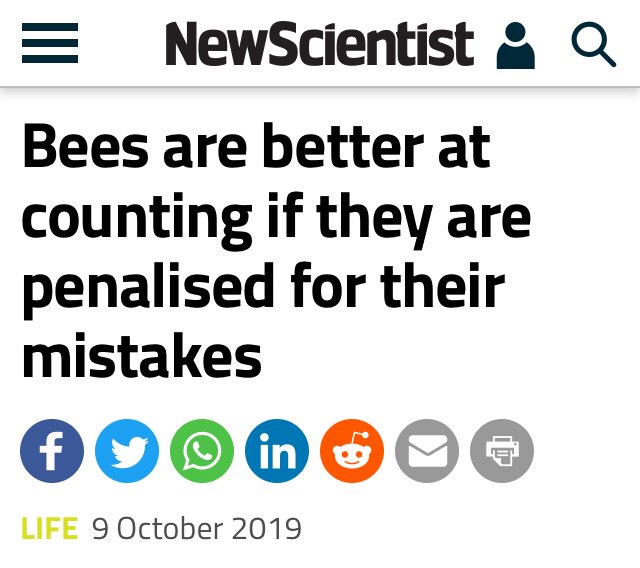 NewScientist
Bees are better at
counting if they are
penalised for their
mistakes
f in
LIFE 9 October 2019